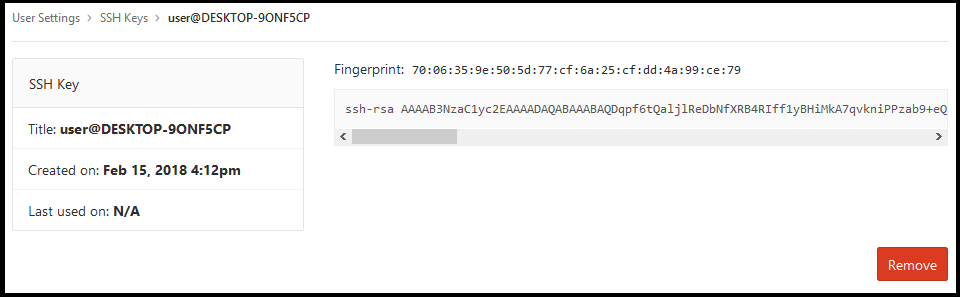 User Settings > SSH Keys > user@DESKTOP-9ONF5CP
SSH Key
Title: user@DESKTOP-9ONF5CP
Created on: Feb 15, 2018 4:12pm
Last used on: N/A
Fingerprint: 70:06:35:9e:50:5d:77:cf:6a:25:cf:dd:4a:99:ce:79
ssh-rsa AAAAB3NzaC1yc2EAAAADAQABAAABAQDqpf6tQaljlReDbNfXRB4RIff1yBHiMkA7qvkniPPzab9+eQ
Remove